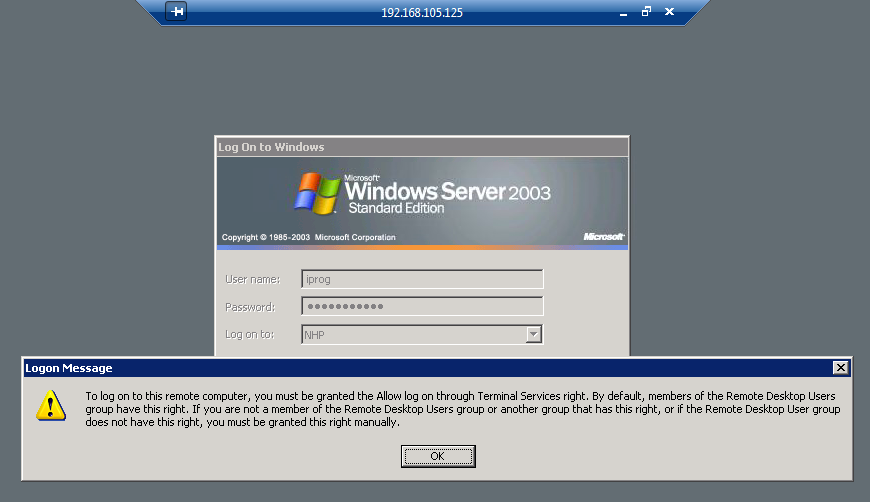 192.168.105.125
Log On to Windows
Microsoft
Windows Server 2003
Standard Edition
Copyright © 1985-2003 Microsoft Corporation
Microsoft
User name:
iprog
Password:
Log on to:
NHP
Logon Message
To log on to this remote computer, you must be granted the Allow log on through Terminal Services right. By default, members of the Remote Desktop Users
group have this right. If you are not a member of the Remote Desktop Users group or another group that has this right, or if the Remote Desktop User group
does not have this right, you must be granted this right manually.
OK